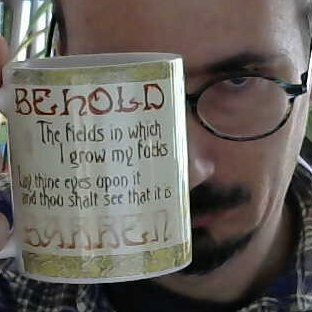 BEHOLD
The fields in which
I grow my fucks
Lay thine eyes upon it
and thou shalt see that it is
BARREN